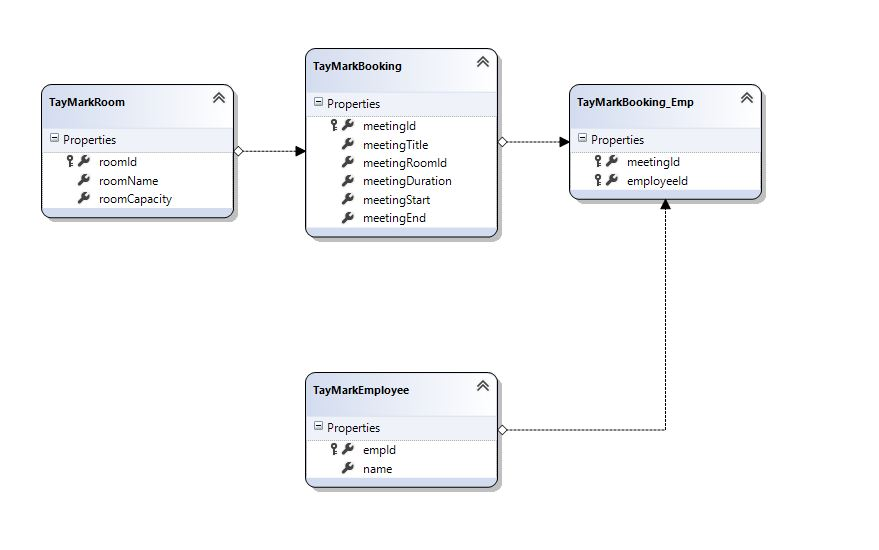 TayMarkRoom
Properties
roomId
roomName
roomCapacity
TayMarkBooking
Properties
meetingId
meetingTitle
meetingRoomId
meetingDuration
meetingStart
meetingEnd
TayMarkBooking_Emp
Properties
meetingId
employeeId
TayMarkEmployee
Properties
empId
name